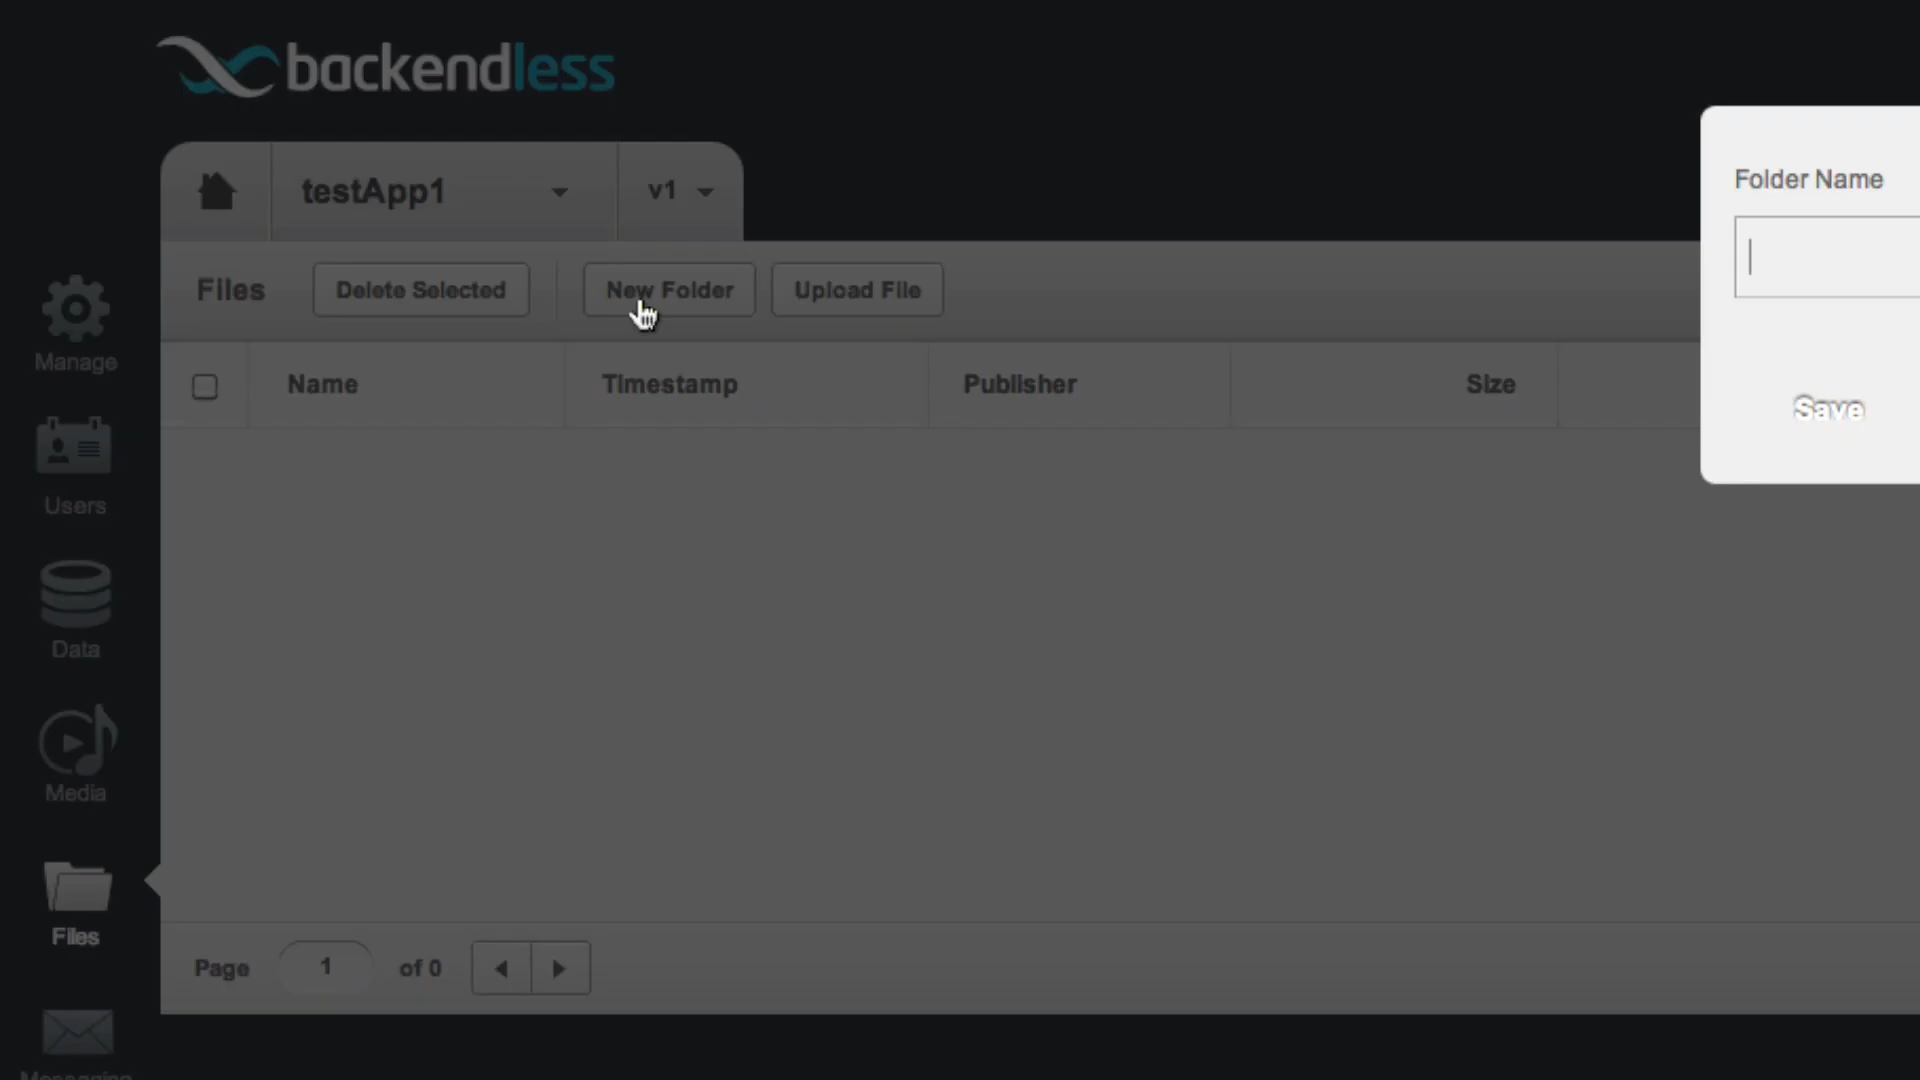 backendless
testApp1
v1
Folder Name
Files
Delete Selected
New Folder
Upload File
Manage
Name
Timestamp
Publisher
Size
Save
Users
Data
Media
Files
Page
1
of 0
Messaging